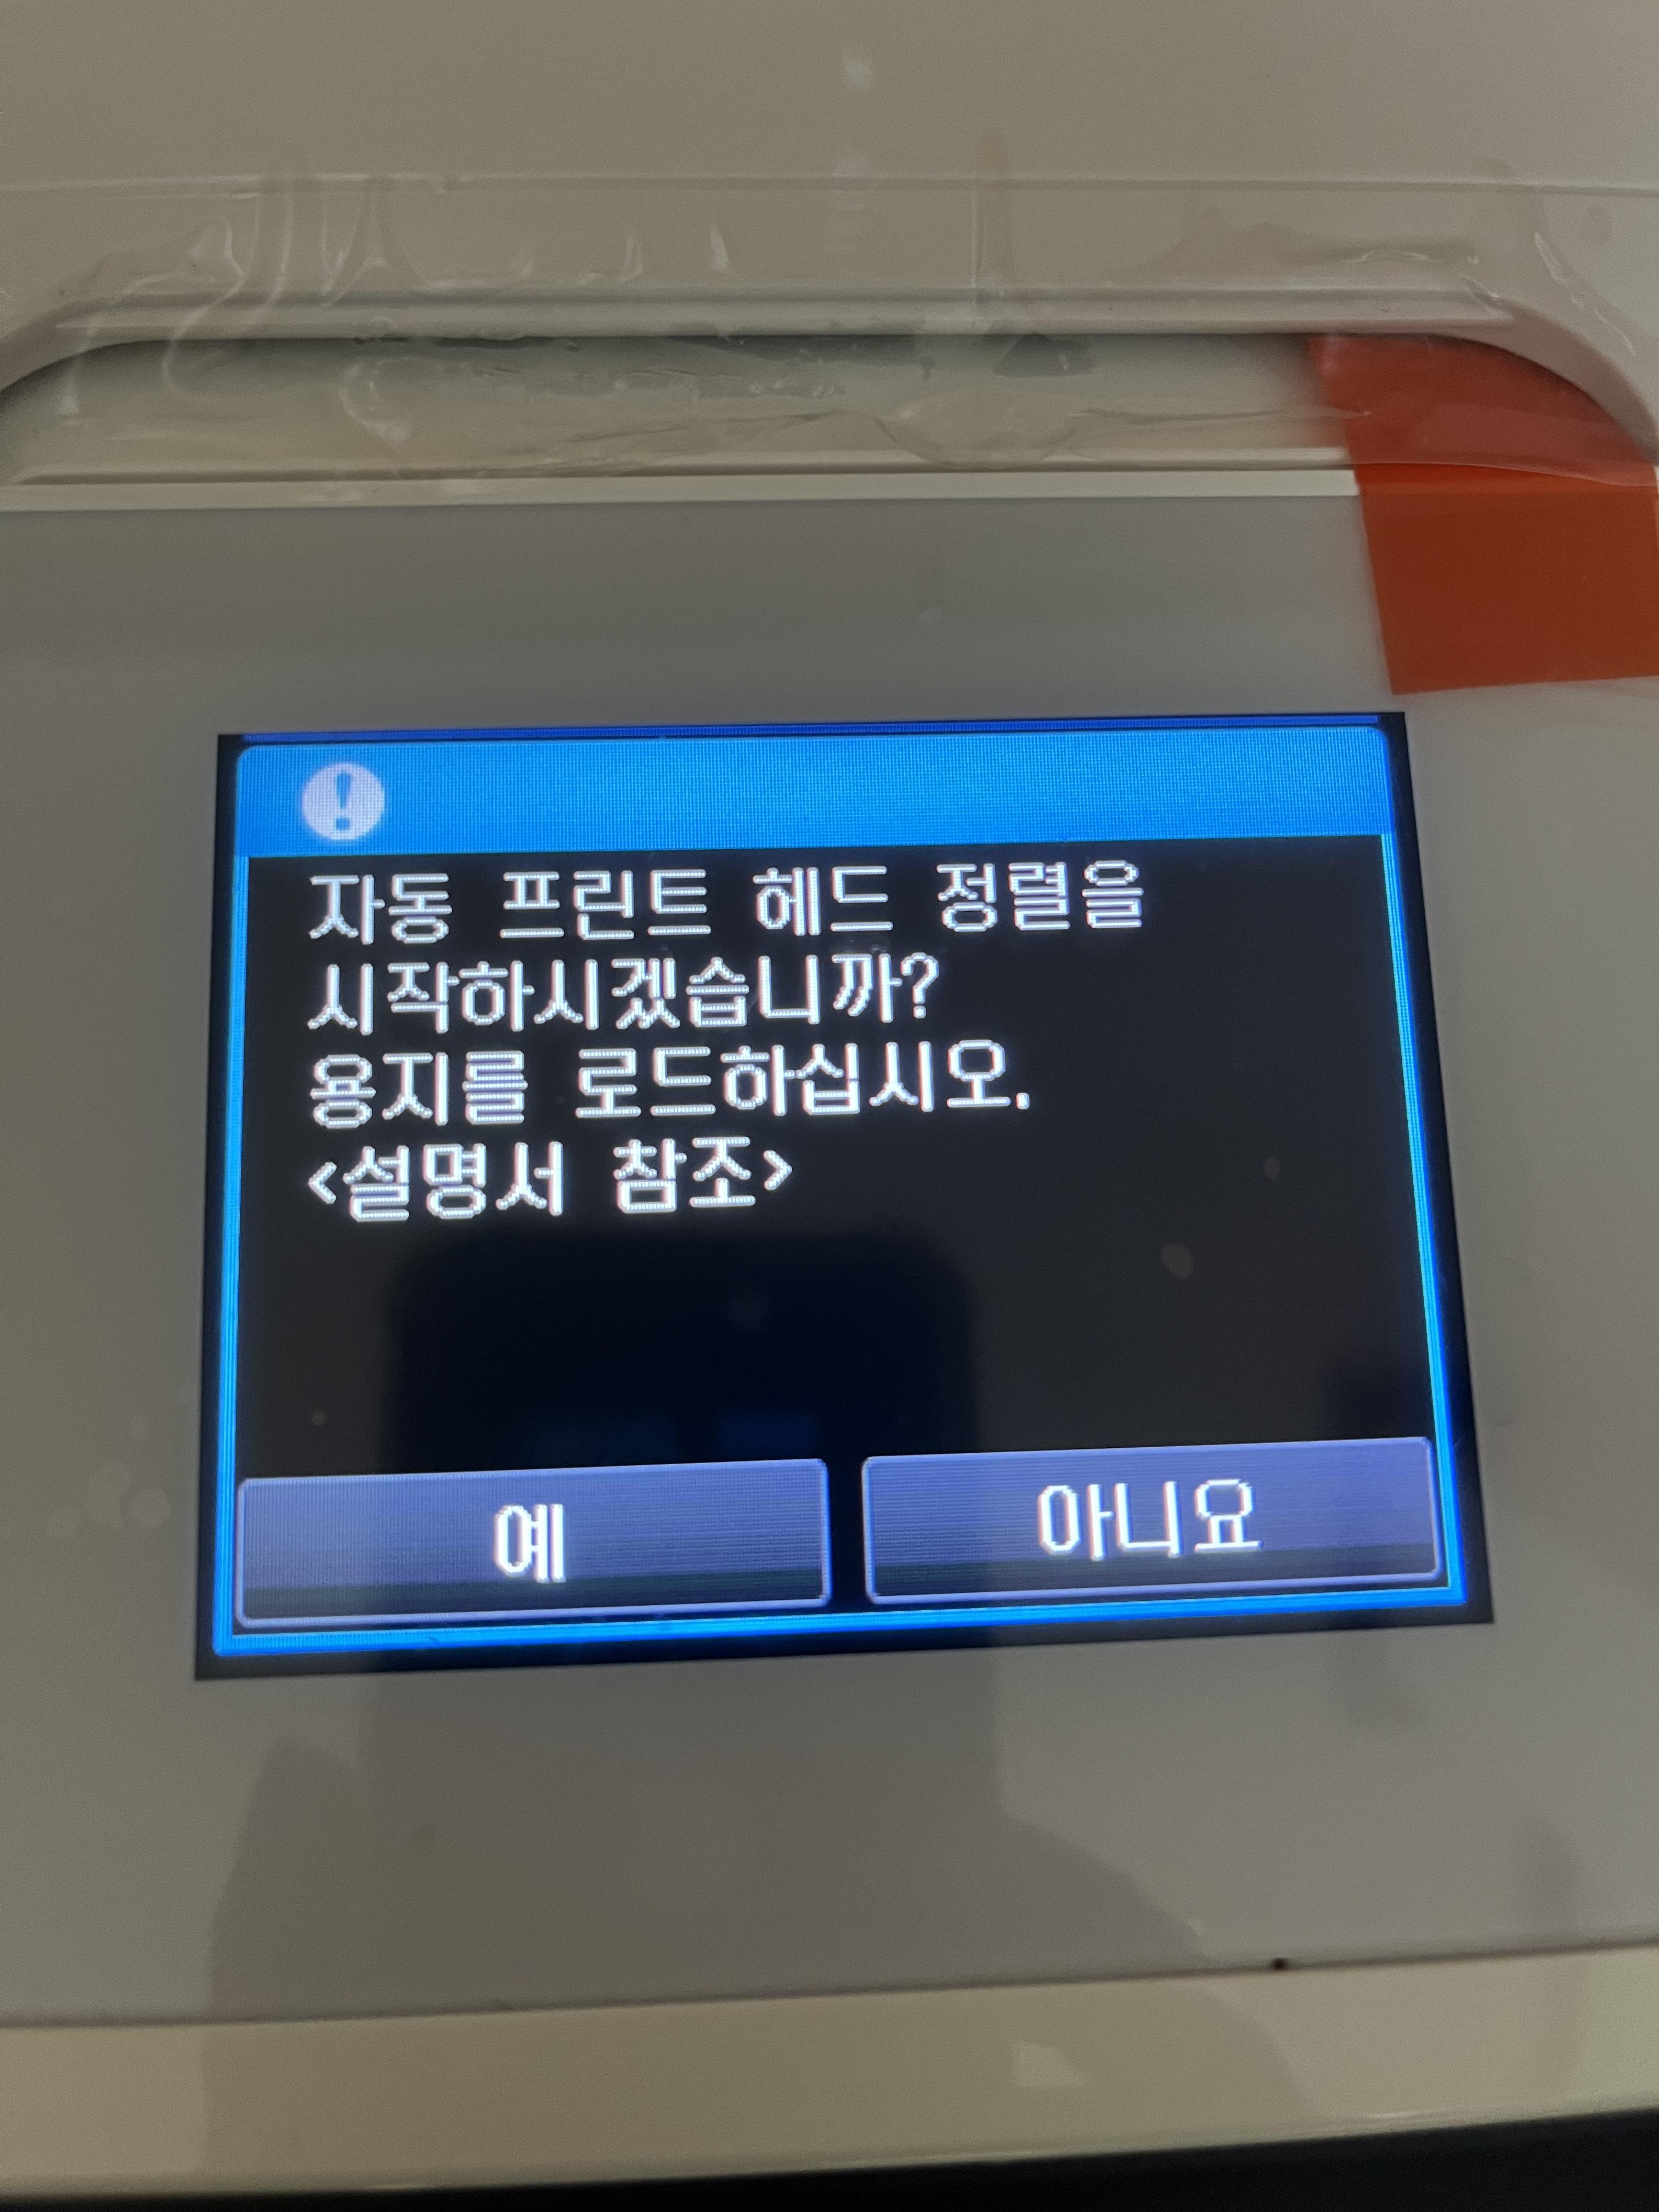 자동 프린트 헤드 정렬을
시작하시겠습니까?
용지를 로드하십시오.
<설명서 참조>
예
아니요